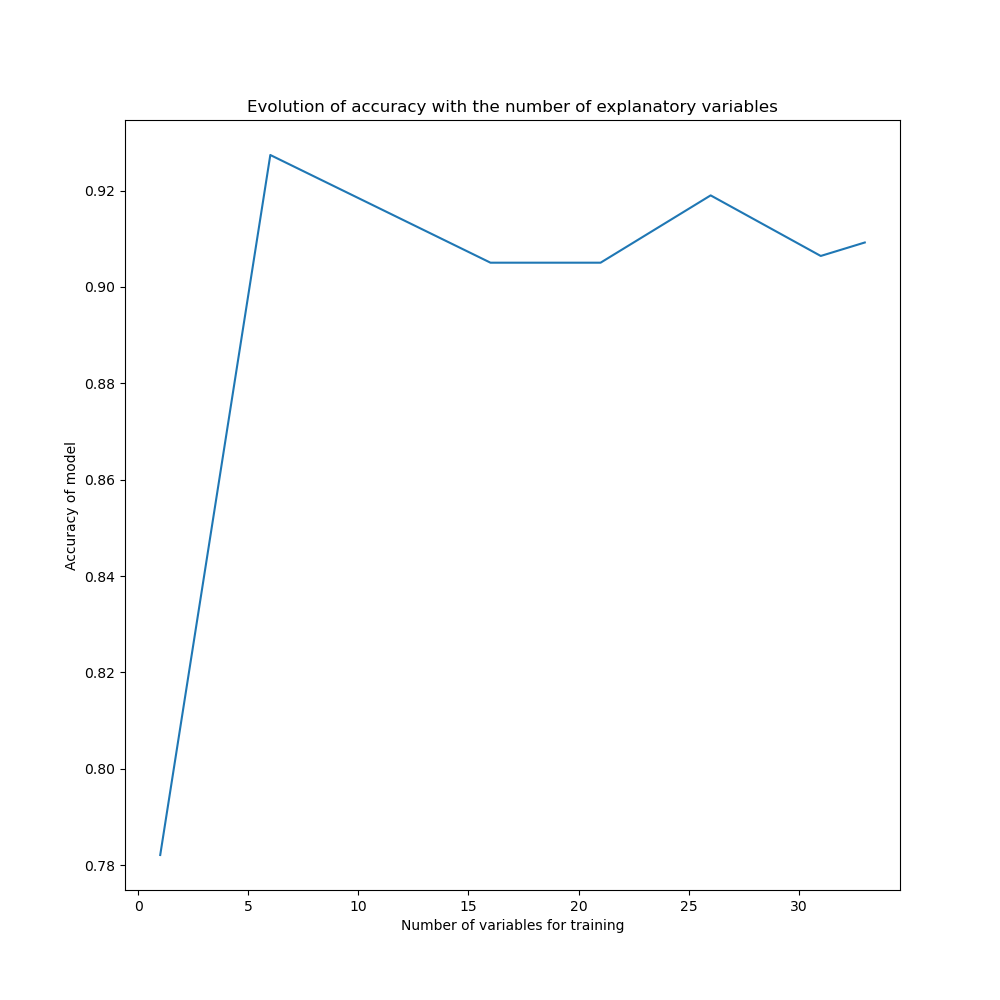 Evolution of accuracy with the number of explanatory variables
0.92
0.90
0.88
0.86
0.84
0.82
0.80
0.78
Accuracy of model
0 5 10 15 20 25 30
Number of variables for training